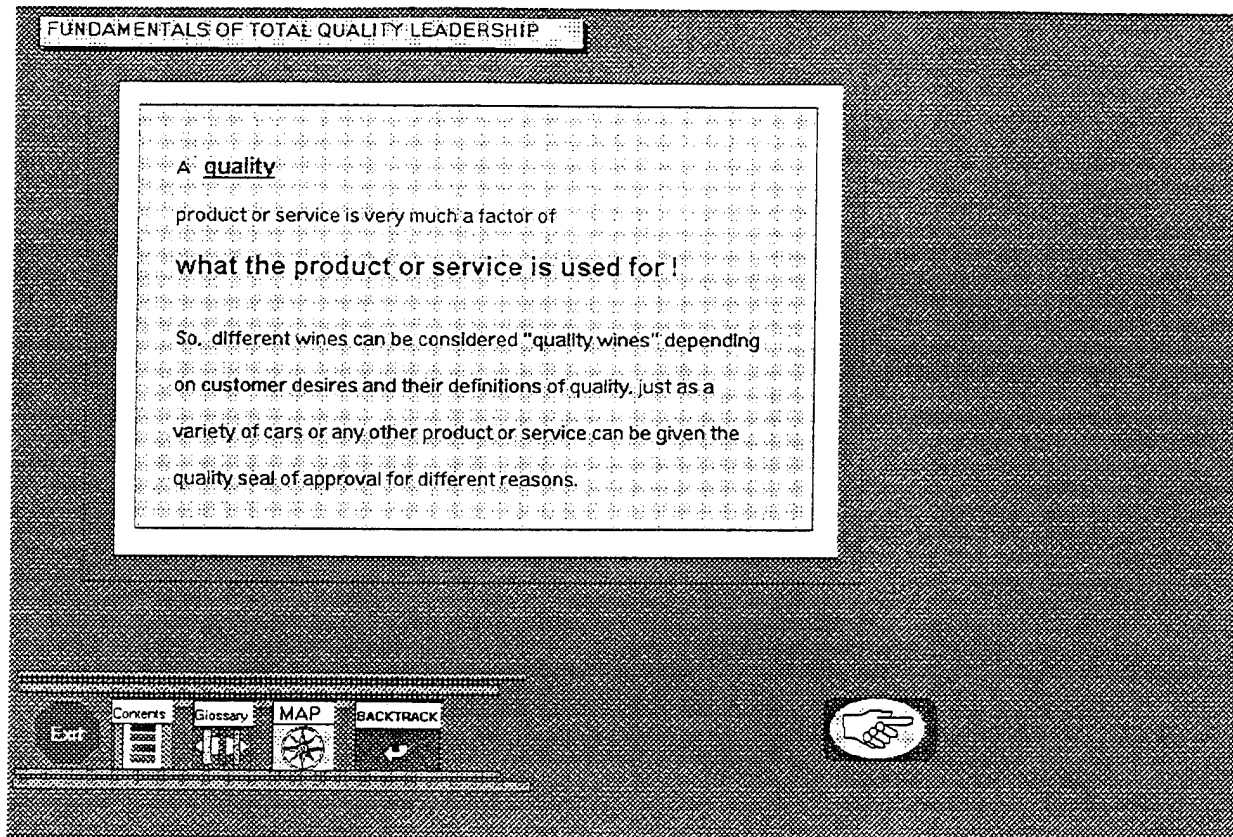 FUNDAMENTALS OF TOTAL QUALITY LEADERSHIP
A quality
product or service is very much a factor of
what the product or service is used for !
So, different wines can be considered "quality wines" depending
on customer desires and their definitions of quality, just as a
variety of cars or any other product or service can be given the
quality seal of approval for different reasons.
Exit
Contents
Glossary
MAP
BACKTRACK